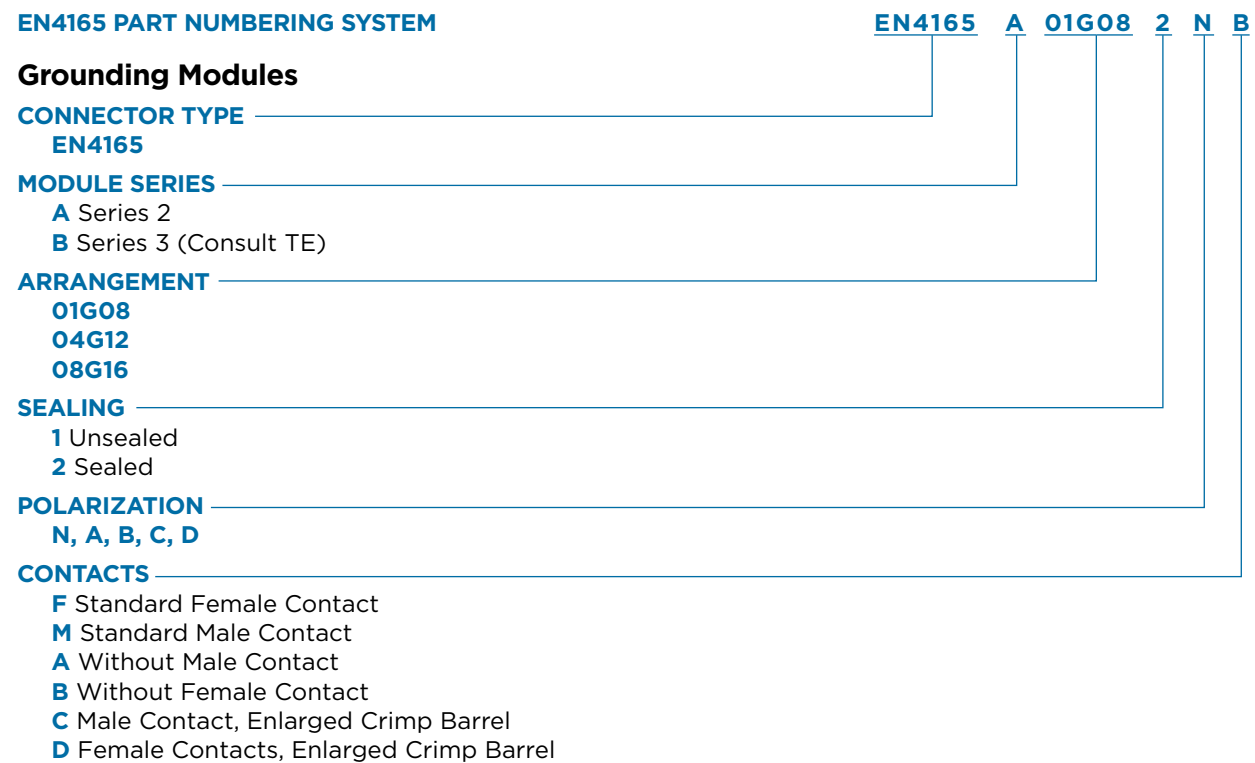 EN4165 PART NUMBERING SYSTEM EN4165 A 01G08 2 N B
Grounding Modules
CONNECTOR TYPE
EN4165
MODULE SERIES
A Series 2
B Series 3 (Consult TE)
ARRANGEMENT
01G08
04G12
08G16
SEALING
1 Unsealed
2 Sealed
POLARIZATION
N, A, B, C, D
CONTACTS
F Standard Female Contact
M Standard Male Contact
A Without Male Contact
B Without Female Contact
C Male Contact, Enlarged Crimp Barrel
D Female Contacts, Enlarged Crimp Barrel